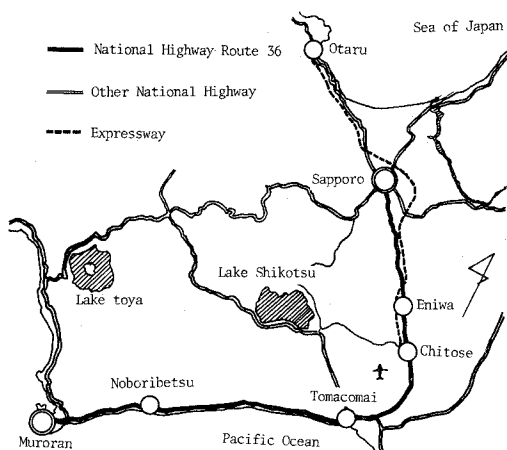 Sea of Japan
National Highway Route 36
Otaru
Other National Highway
Expressway
Sapporo
Lake Shikotsu
Lake toya
Eniwa
Chitose
Noboribetsu
Tomacomai
Muroran
Pacific Ocean